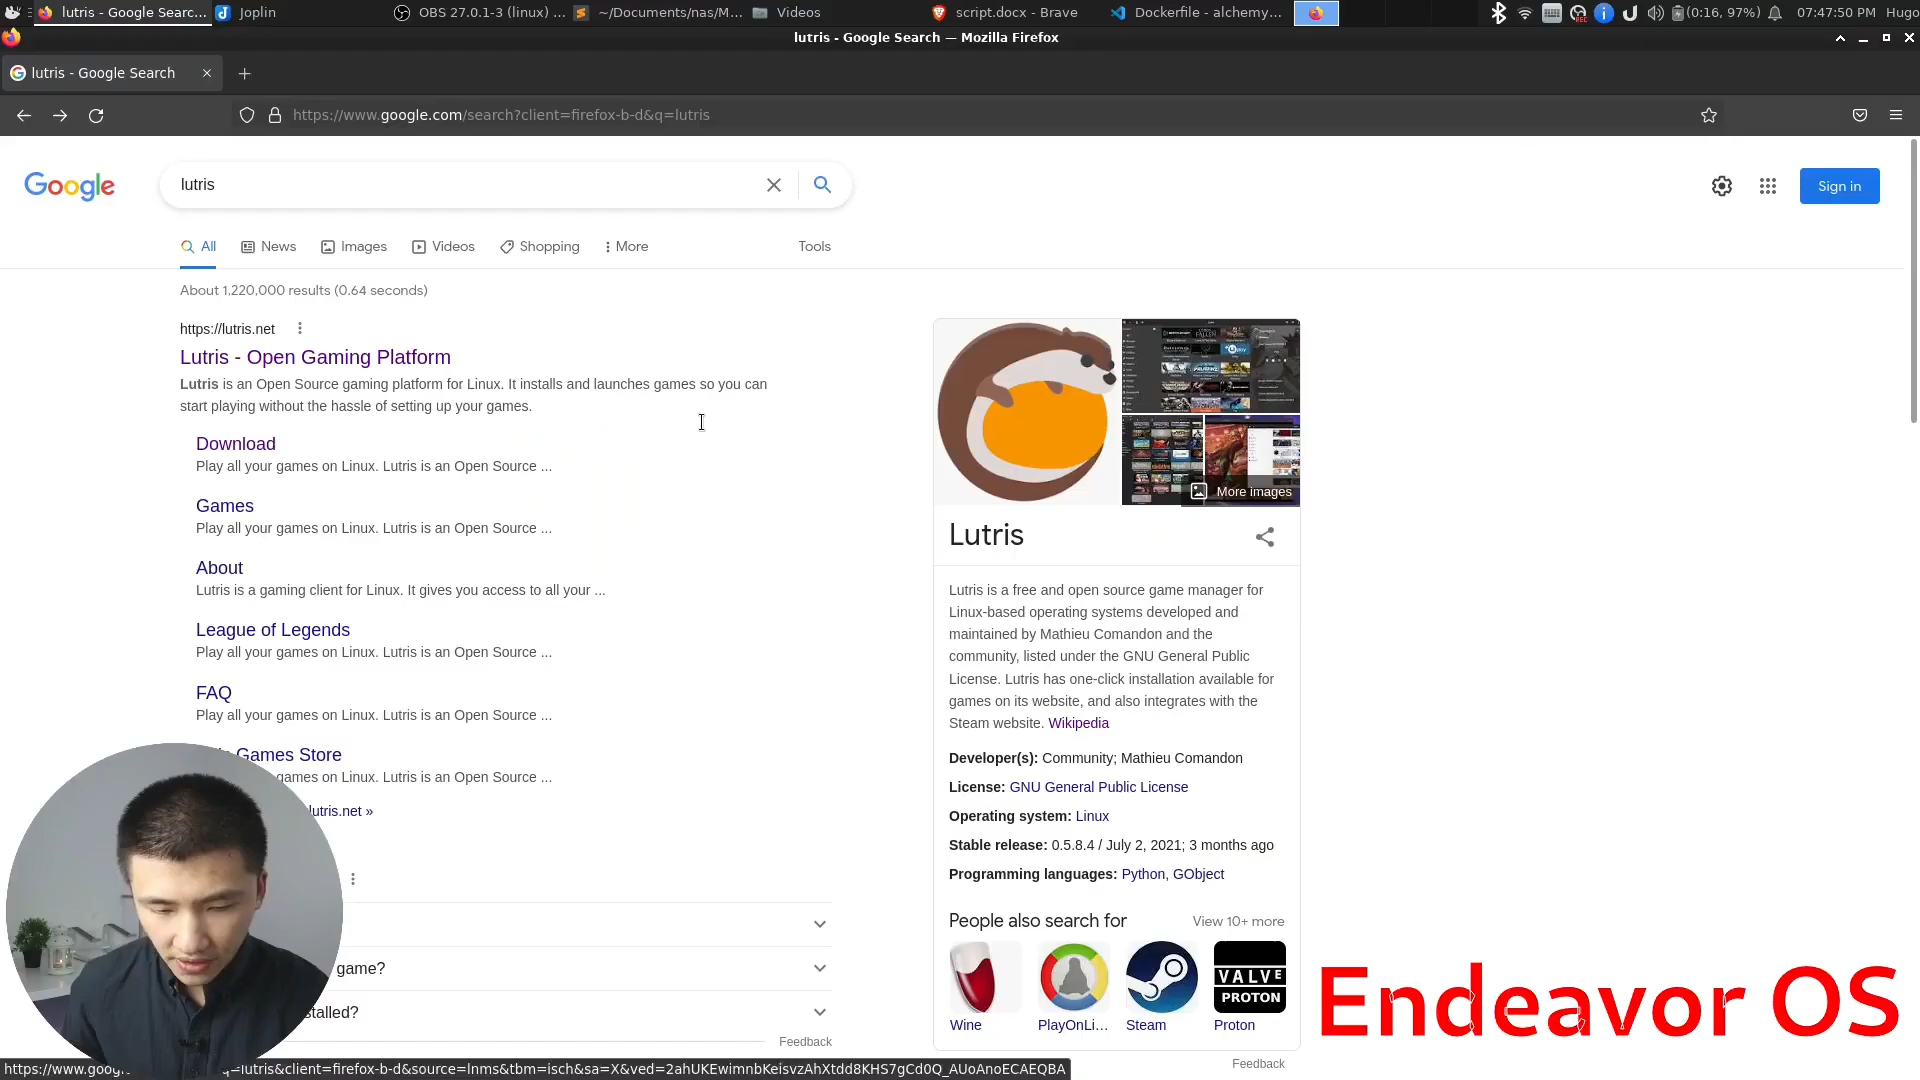 lutris - Google Searc...
Joplin
OBS 27.0.1-3 (linux) ...
~/Documents/nas/M...
Videos
script.docx - Brave
Dockerfile - alchemy...
(0:16, 97%)
07:47:50 PM
Hugo
lutris - Google Search — Mozilla Firefox
lutris - Google Search
https://www.google.com/search?client=firefox-b-d&q=lutris
Google
lutris
Sign in
All
News
Images
Videos
Shopping
More
Tools
About 1,220,000 results (0.64 seconds)
https://lutris.net
Lutris - Open Gaming Platform
Lutris is an Open Source gaming platform for Linux. It installs and launches games so you can
start playing without the hassle of setting up your games.
Download
Play all your games on Linux. Lutris is an Open Source ...
Games
Play all your games on Linux. Lutris is an Open Source ...
About
Lutris is a gaming client for Linux. It gives you access to all your ...
League of Legends
Play all your games on Linux. Lutris is an Open Source ...
FAQ
Play all your games on Linux. Lutris is an Open Source ...
Games Store
games on Linux. Lutris is an Open Source ...
lutris.net »
game?
stalled?
Feedback
More images
Lutris
Lutris is a free and open source game manager for
Linux-based operating systems developed and
maintained by Mathieu Comandon and the
community, listed under the GNU General Public
License. Lutris has one-click installation available for
games on its website, and also integrates with the
Steam website. Wikipedia
Developer(s): Community; Mathieu Comandon
License: GNU General Public License
Operating system: Linux
Stable release: 0.5.8.4 / July 2, 2021; 3 months ago
Programming languages: Python, GObject
People also search for
View 10+ more
VALVE
PROTON
Wine
PlayOnLi...
Steam
Proton
Feedback
Endeavor OS
https://www.goog
q=lutris&client=firefox-b-d&source=lnms&tbm=isch&sa=X&ved=2ahUKEwimnbKeisvzAhXtdd8KHS7gCd0Q_AUoAnoECAEQBA